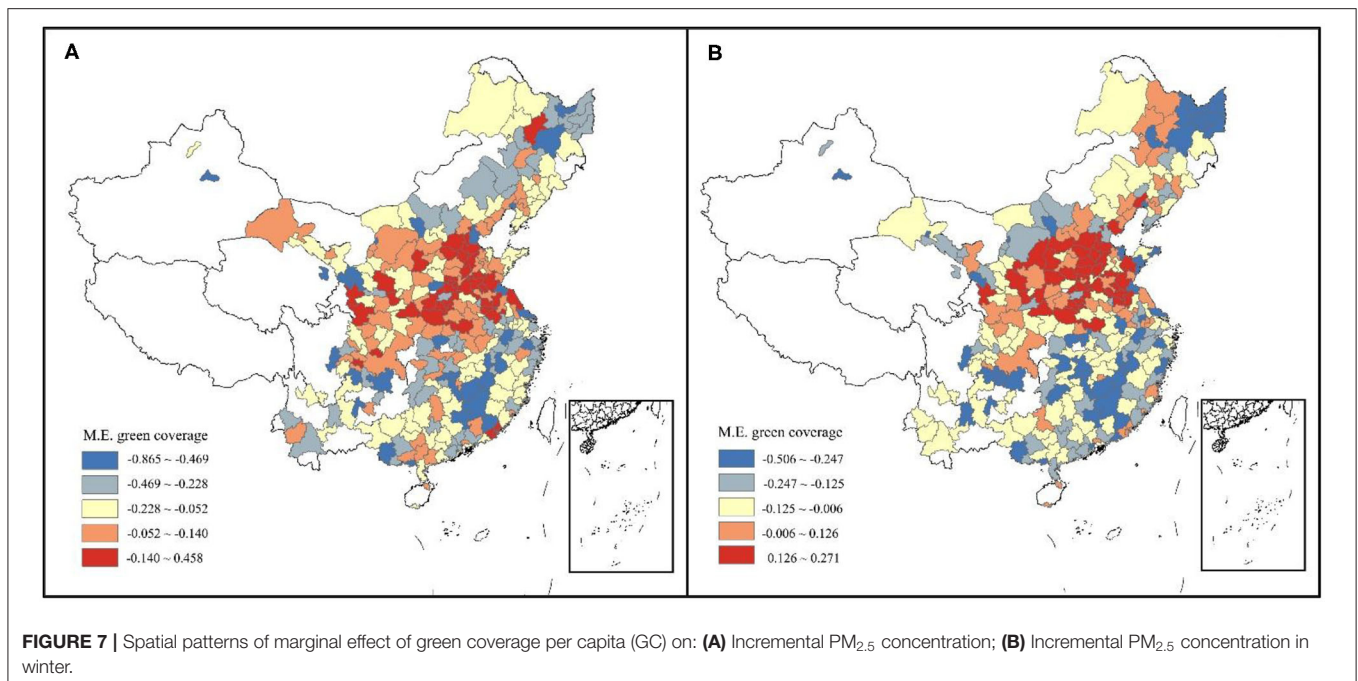 A
M.E. green coverage
-0.865 ~ -0.469
-0.469 ~ -0.228
-0.228 ~ -0.052
-0.052 ~ -0.140
-0.140 ~ 0.458
B
M.E. green coverage
-0.506 ~ -0.247
-0.247 ~ -0.125
-0.125 ~ -0.006
-0.006 ~ 0.126
0.126 ~ 0.271
FIGURE 7 | Spatial patterns of marginal effect of green coverage per capita (GC) on: (A) Incremental PM2.5 concentration; (B) Incremental PM2.5 concentration in
winter.